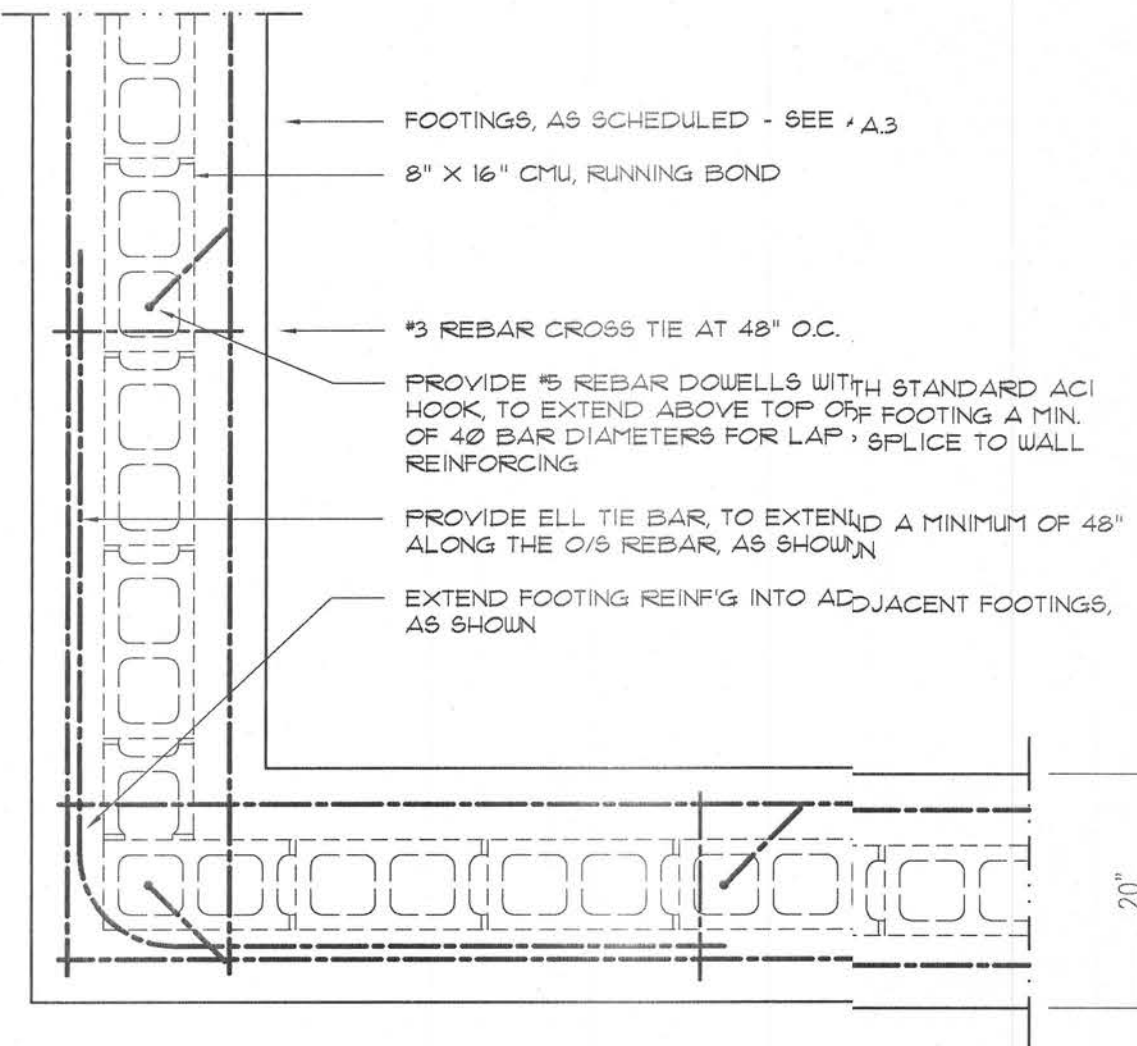 FOOTINGS, AS SCHEDULED - SEE A.3
8" X 16" CMU, RUNNING BOND
#3 REBAR CROSS TIE AT 48" O.C.
PROVIDE #5 REBAR DOWELLS WITH STANDARD ACI
HOOK, TO EXTEND ABOVE TOP OF FOOTING A MIN.
OF 40 BAR DIAMETERS FOR LAP SPLICE TO WALL
REINFORCING
PROVIDE ELL TIE BAR, TO EXTEND A MINIMUM OF 48"
ALONG THE O/S REBAR, AS SHOWN
EXTEND FOOTING REINF'G INTO ADJACENT FOOTINGS,
AS SHOWN
20"